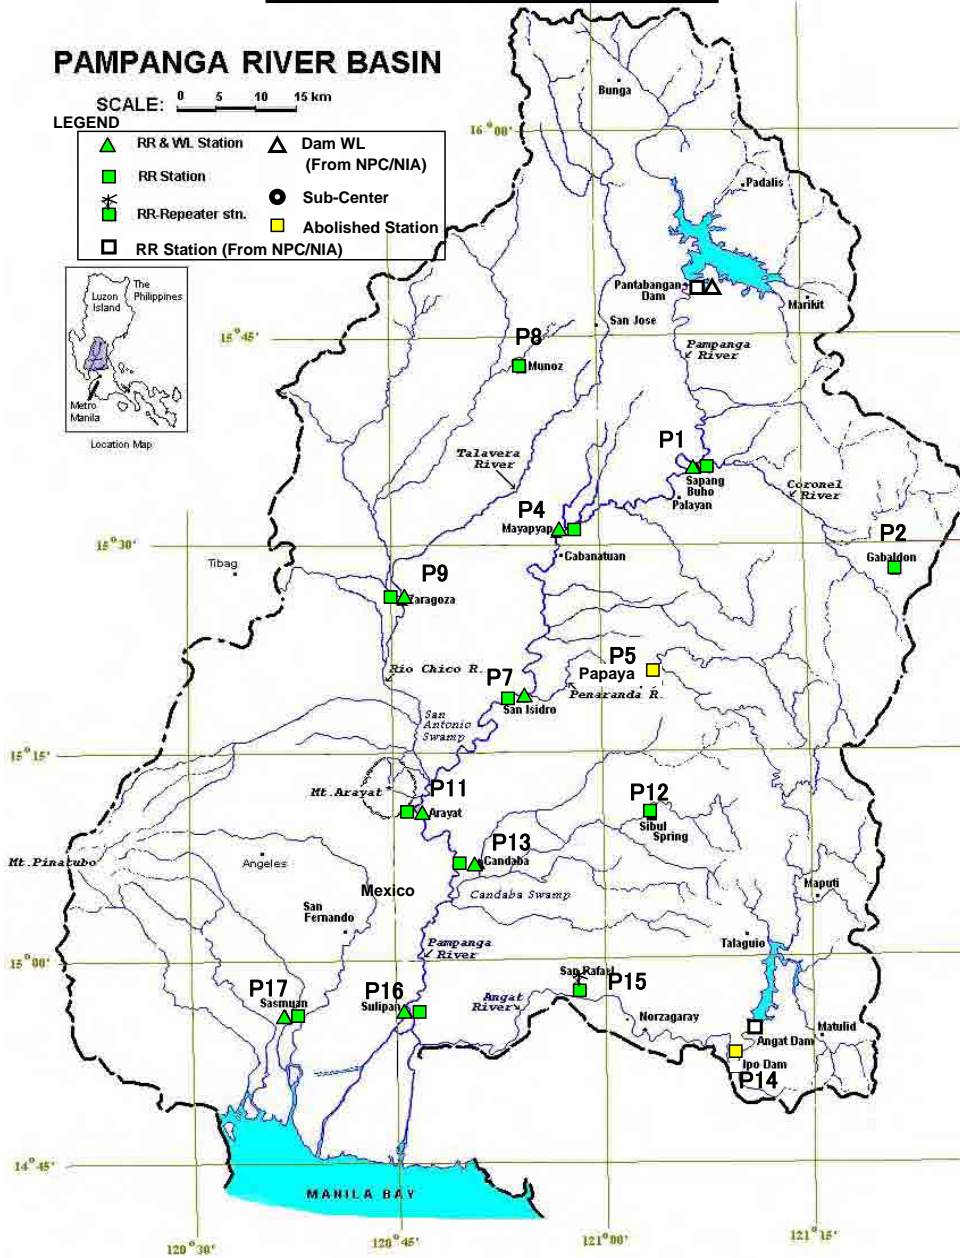 PAMPANGA RIVER BASIN
SCALE: 0 5 10 15 km
LEGEND
RR & WL Station
RR Station
RR-Repeater stn.
RR Station (From NPC/NIA)
Dam WL
(From NPC/NIA)
Sub-Center
Abolished Station
Luzon
Island
The
Philippines
Metro
Manila
Location Map
Bunga
16°00'
Padalis
Pantabangan
Dam
Marikit
San Jose
15°45'
P8
Munoz
Pampanga
River
P1
Sapang
Buho
Palayan
Talavera
River
Coronel
River
P4
Mayapyap
Cabanatuan
15°30'
P2
Gabaldon
Tibag
P9
Zaragoza
Rio Chico R.
P5
Papaya
Penaranda R.
P7
San Isidro
San
Antonio
Swamp
15°15'
Mt.Arayat
P11
Arayat
P12
Sibul
Spring
P13
Candaba
Candaba Swamp
Mt.Pinatubo
Angeles
Mexico
San
Fernando
Maputi
Talaguio
Pampanga
River
15°00'
San Rafael
P15
Angat
River
Norzagaray
P17
Sasmuan
P16
Sulipan
Angat Dam
Matulid
Ipo Dam
P14
14°45'
MANILA BAY
120°30'
120°45'
121°00'
121°15'